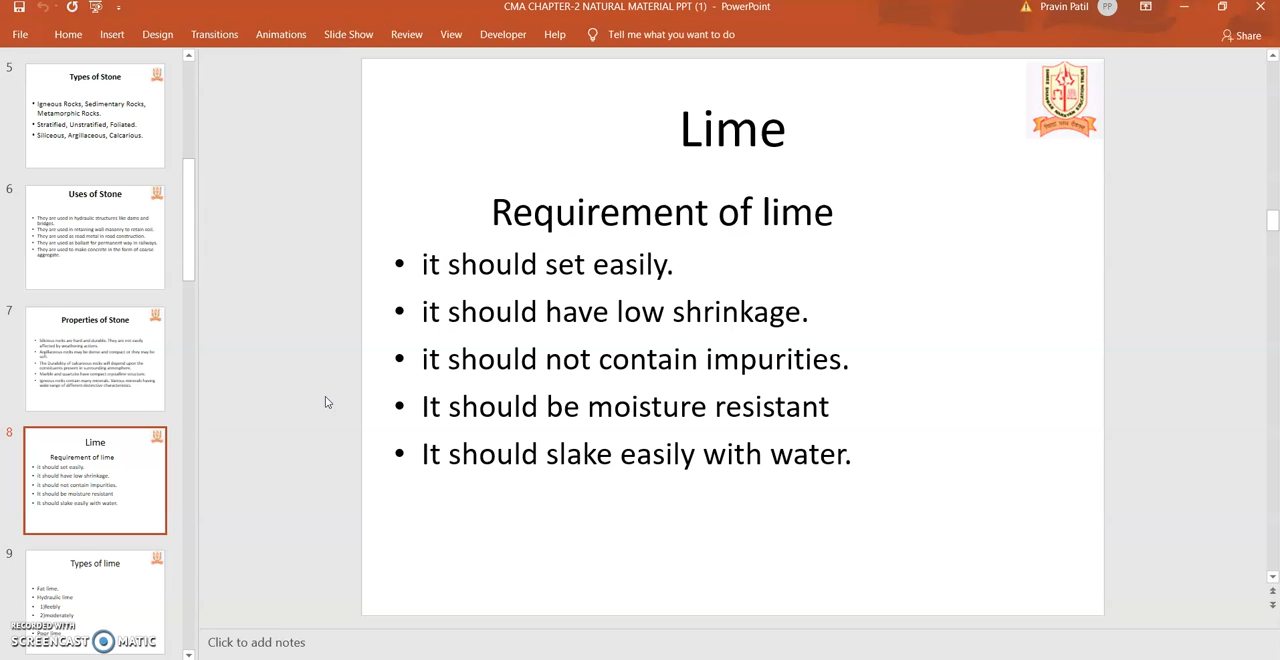 CMA CHAPTER-2 NATURAL MATERIAL PPT (1) - PowerPoint
Pravin Patil
PP
File Home Insert Design Transitions Animations Slide Show Review View Developer Help Tell me what you want to do
Share
5
Types of Stone
• Igneous Rocks, Sedimentary Rocks,
Metamorphic Rocks.
• Stratified, Unstratified, Foliated.
• Siliceous, Argillaceous, Calcarious.
6
Uses of Stone
• They are used in hydraulic structures like dams and
bridges.
• They are used in retaining wall masonry to retain soil.
• They are used as road metal in road construction.
• They are used as ballast for permanent way in railways.
• They are used to make concrete in the form of coarse
aggregate.
7
Properties of Stone
• Silicious rocks are hard and durable. They are not easily
affected by weathering actions.
• Argillaceous rocks may be dense and compact or they may be
soft.
• The Durability of calcareous rocks will depend upon the
constituents present in surrounding atmosphere.
• Marble and quartzite have compact crystalline structure.
• Igneous rocks contain many minerals. Various minerals having
wide range of different distinctive characteristics.
8
Lime
Requirement of lime
• it should set easily.
• it should have low shrinkage.
• it should not contain impurities.
• It should be moisture resistant
• It should slake easily with water.
9
Types of lime
• Fat lime.
• Hydraulic lime
• 1)feebly
• 2)moderately
• Poor lime
RECORDED WITH
SCREENCAST MATIC
Lime
Requirement of lime
• it should set easily.
• it should have low shrinkage.
• it should not contain impurities.
• It should be moisture resistant
• It should slake easily with water.
Click to add notes